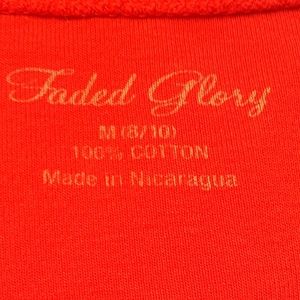 Faded Glory
M (8/10)
100% COTTON
Made in Nicaragua